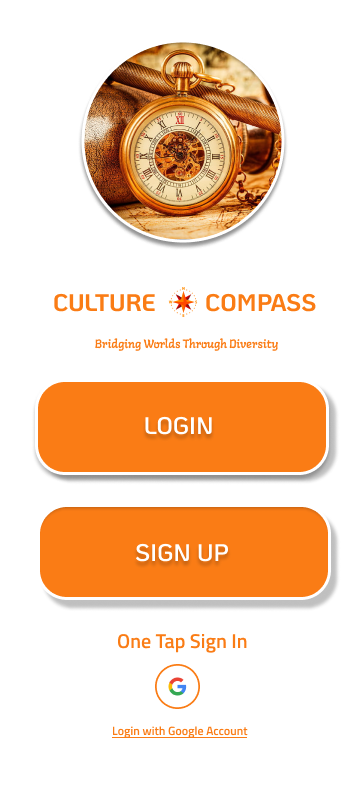 CULTURE COMPASS
Bridging Worlds Through Diversity
LOGIN
SIGN UP
One Tap Sign In
G
Login with Google Account